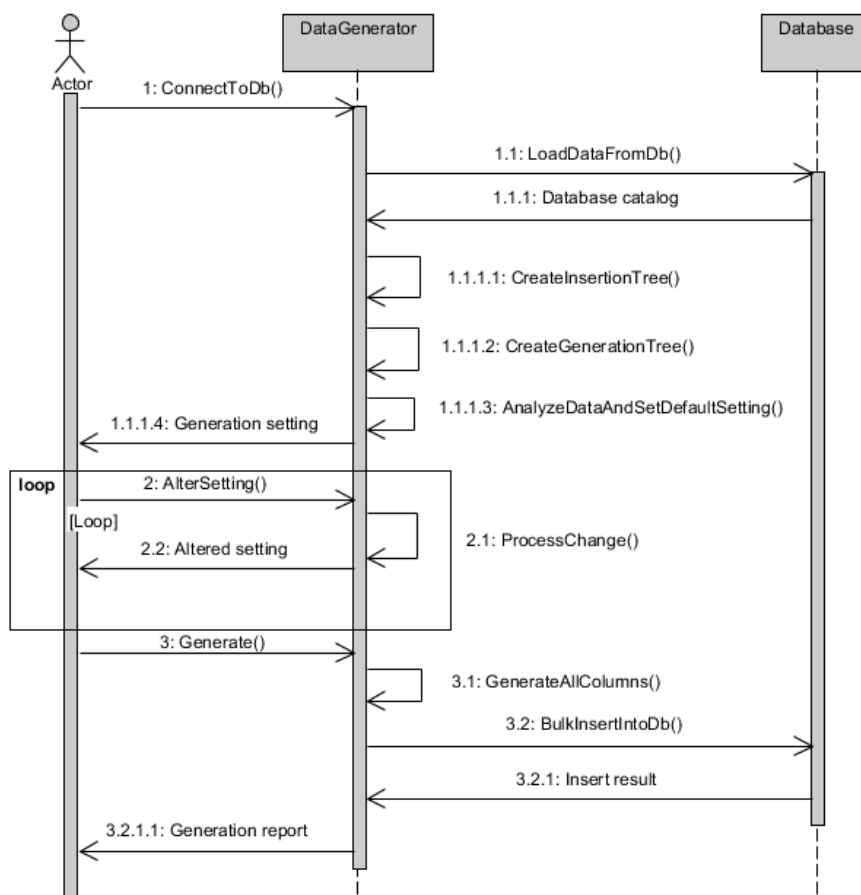 DataGenerator
Database
Actor
1: ConnectToDb()
1.1: LoadDataFromDb()
1.1.1: Database catalog
1.1.1.1: CreateInsertionTree()
1.1.1.2: CreateGenerationTree()
1.1.1.3: AnalyzeDataAndSetDefaultSetting()
1.1.1.4: Generation setting
loop
2: AlterSetting()
[Loop]
2.1: ProcessChange()
2.2: Altered setting
3: Generate()
3.1: GenerateAllColumns()
3.2: BulkInsertIntoDb()
3.2.1: Insert result
3.2.1.1: Generation report